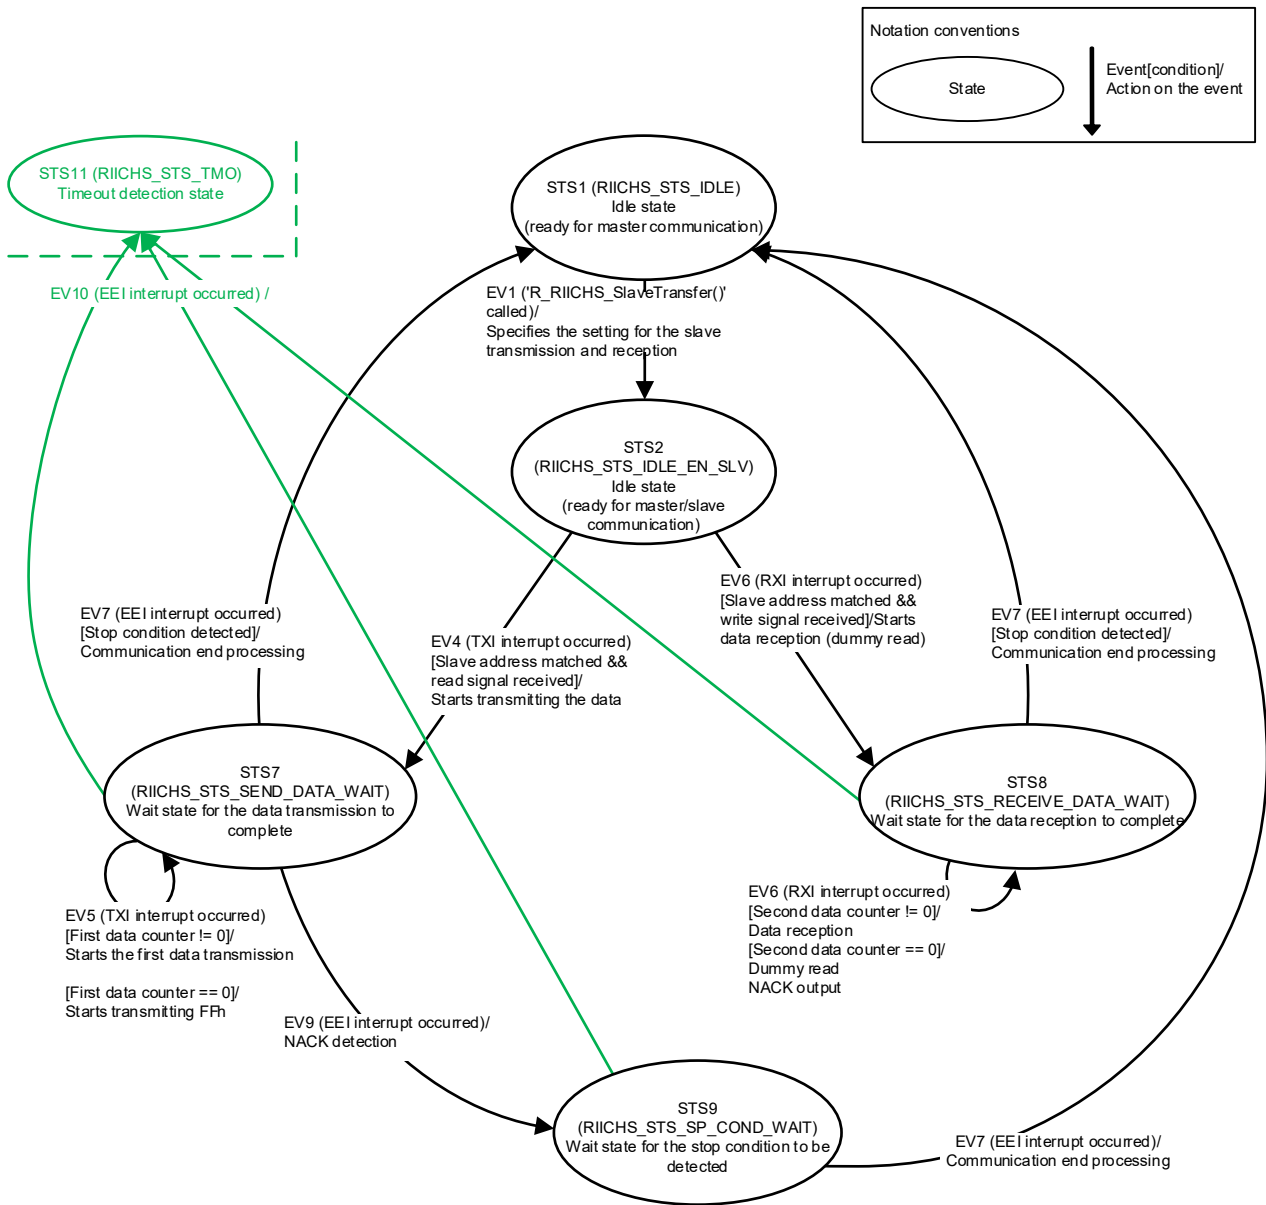 Notation conventions
State
Event[condition]/
Action on the event
STS11 (RIICHS_STS_TMO)
Timeout detection state
STS1 (RIICHS_STS_IDLE)
Idle state
(ready for master communication)
EV10 (EEI interrupt occurred) /
EV1 ('R_RIICHS_SlaveTransfer()'
called)/
Specifies the setting for the slave
transmission and reception
STS2
(RIICHS_STS_IDLE_EN_SLV)
Idle state
(ready for master/slave
communication)
EV7 (EEI interrupt occurred)
[Stop condition detected]/
Communication end processing
EV4 (TXI interrupt occurred)
[Slave address matched &&
read signal received]/
Starts transmitting the data
EV6 (RXI interrupt occurred)
[Slave address matched &&
write signal received]/Starts
data reception (dummy read)
EV7 (EEI interrupt occurred)
[Stop condition detected]/
Communication end processing
STS7
(RIICHS_STS_SEND_DATA_WAIT)
Wait state for the data transmission to
complete
STS8
(RIICHS_STS_RECEIVE_DATA_WAIT)
Wait state for the data reception to complete
EV5 (TXI interrupt occurred)
[First data counter != 0]/
Starts the first data transmission
[First data counter == 0]/
Starts transmitting FFh
EV6 (RXI interrupt occurred)
[Second data counter != 0]/
Data reception
[Second data counter == 0]/
Dummy read
NACK output
EV9 (EEI interrupt occurred)/
NACK detection
STS9
(RIICHS_STS_SP_COND_WAIT)
Wait state for the stop condition to be
detected
EV7 (EEI interrupt occurred)/
Communication end processing